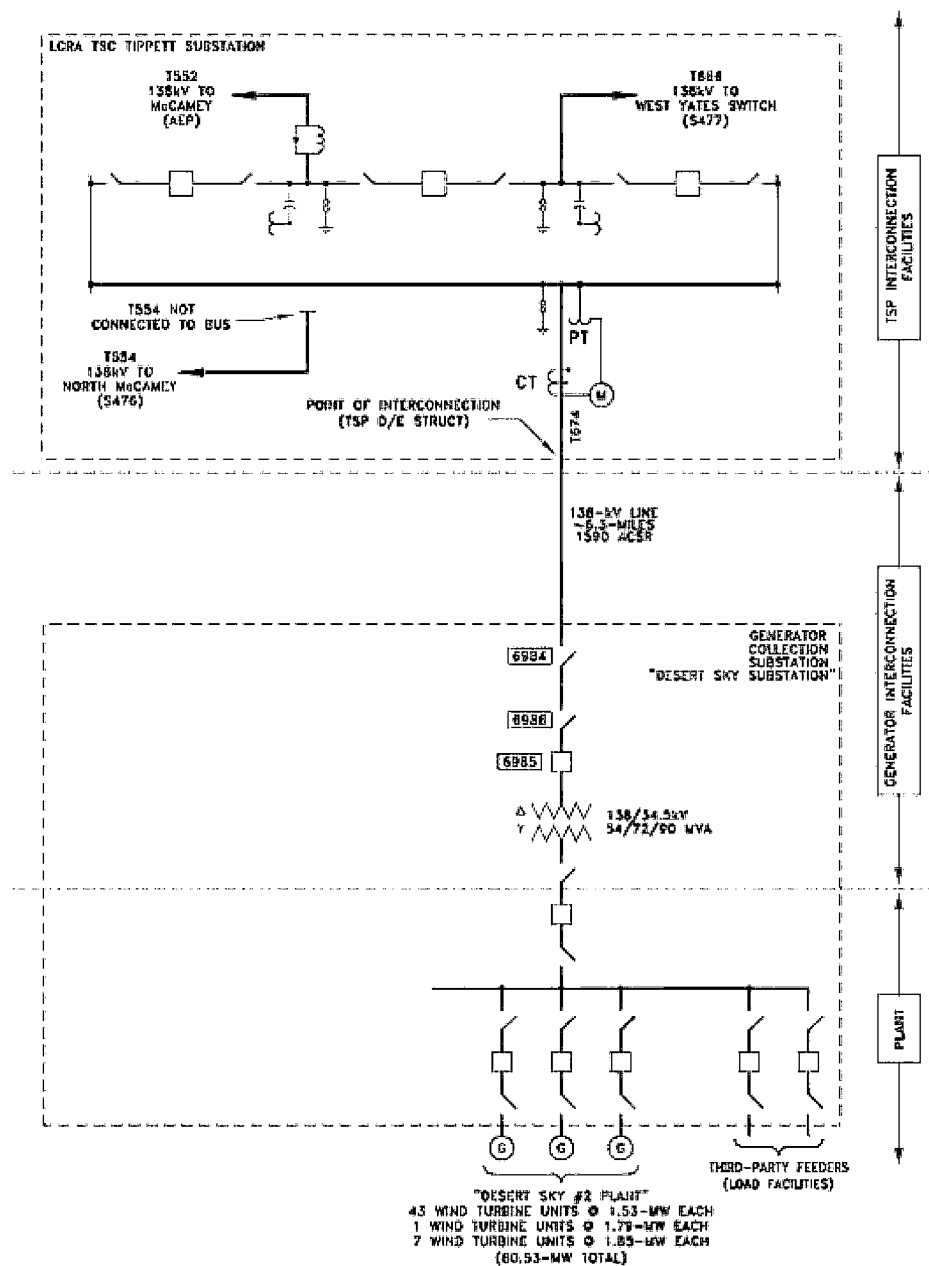 LCRA TSC TIPPETT SUBSTATION
T552
138kV TO
McCAMEY
(AEP)
138kV TO
WEST YATES SWITCH
(S477)
T554 NOT
CONNECTED TO BUS
T554
138kV TO
NORTH McCAMEY
(S476)
PT
CT
M
T674
POINT OF INTERCONNECTION
(TSP D/E STRUCT)
TSP INTERCONNECTION
FACILITIES
138-kV LINE
~6.3-MILES
1590 ACSR
GENERATOR
COLLECTION
SUBSTATION
"DESERT SKY SUBSTATION"
6984
6986
6985
Δ
Y
138/34.5kV
54/72/90 MVA
GENERATOR INTERCONNECTION
FACILITIES
PLANT
G
G
G
THIRD-PARTY FEEDERS
(LOAD FACILITIES)
"DESERT SKY #2 PLANT"
43 WIND TURBINE UNITS @ 1.53-MW EACH
1 WIND TURBINE UNITS @ 1.79-MW EACH
7 WIND TURBINE UNITS @ 1.85-MW EACH
(80.53-MW TOTAL)